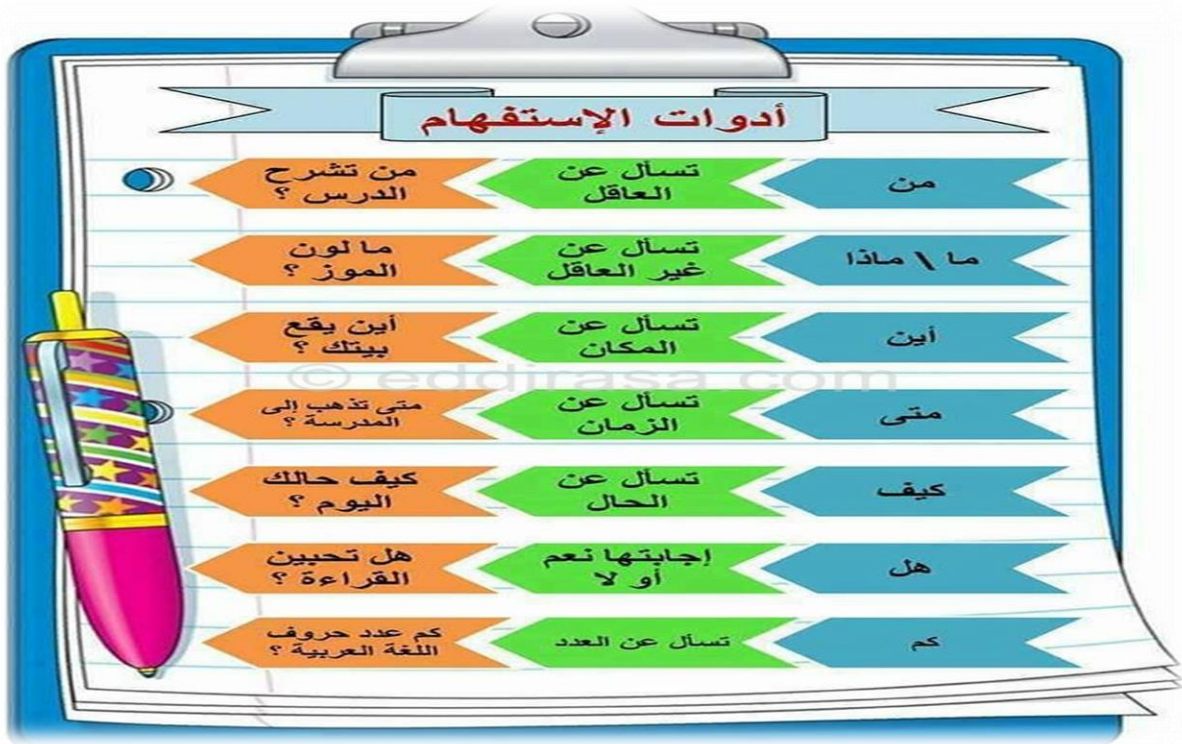 أدوات الإستفهام
من
تسأل عن
العاقل
من تشرح
الدرس ؟
ما \ ماذا
تسأل عن
غير العاقل
ما لون
الموز ؟
أين
تسأل عن
المكان
أين يقع
بيتك ؟
© eddirasa.com
متى
تسأل عن
الزمان
متى تذهب إلى
المدرسة ؟
كيف
تسأل عن
الحال
كيف حالك
اليوم ؟
هل
إجابتها نعم
أو لا
هل تحبين
القراءة ؟
كم
تسأل عن العدد
كم عدد حروف
اللغة العربية ؟